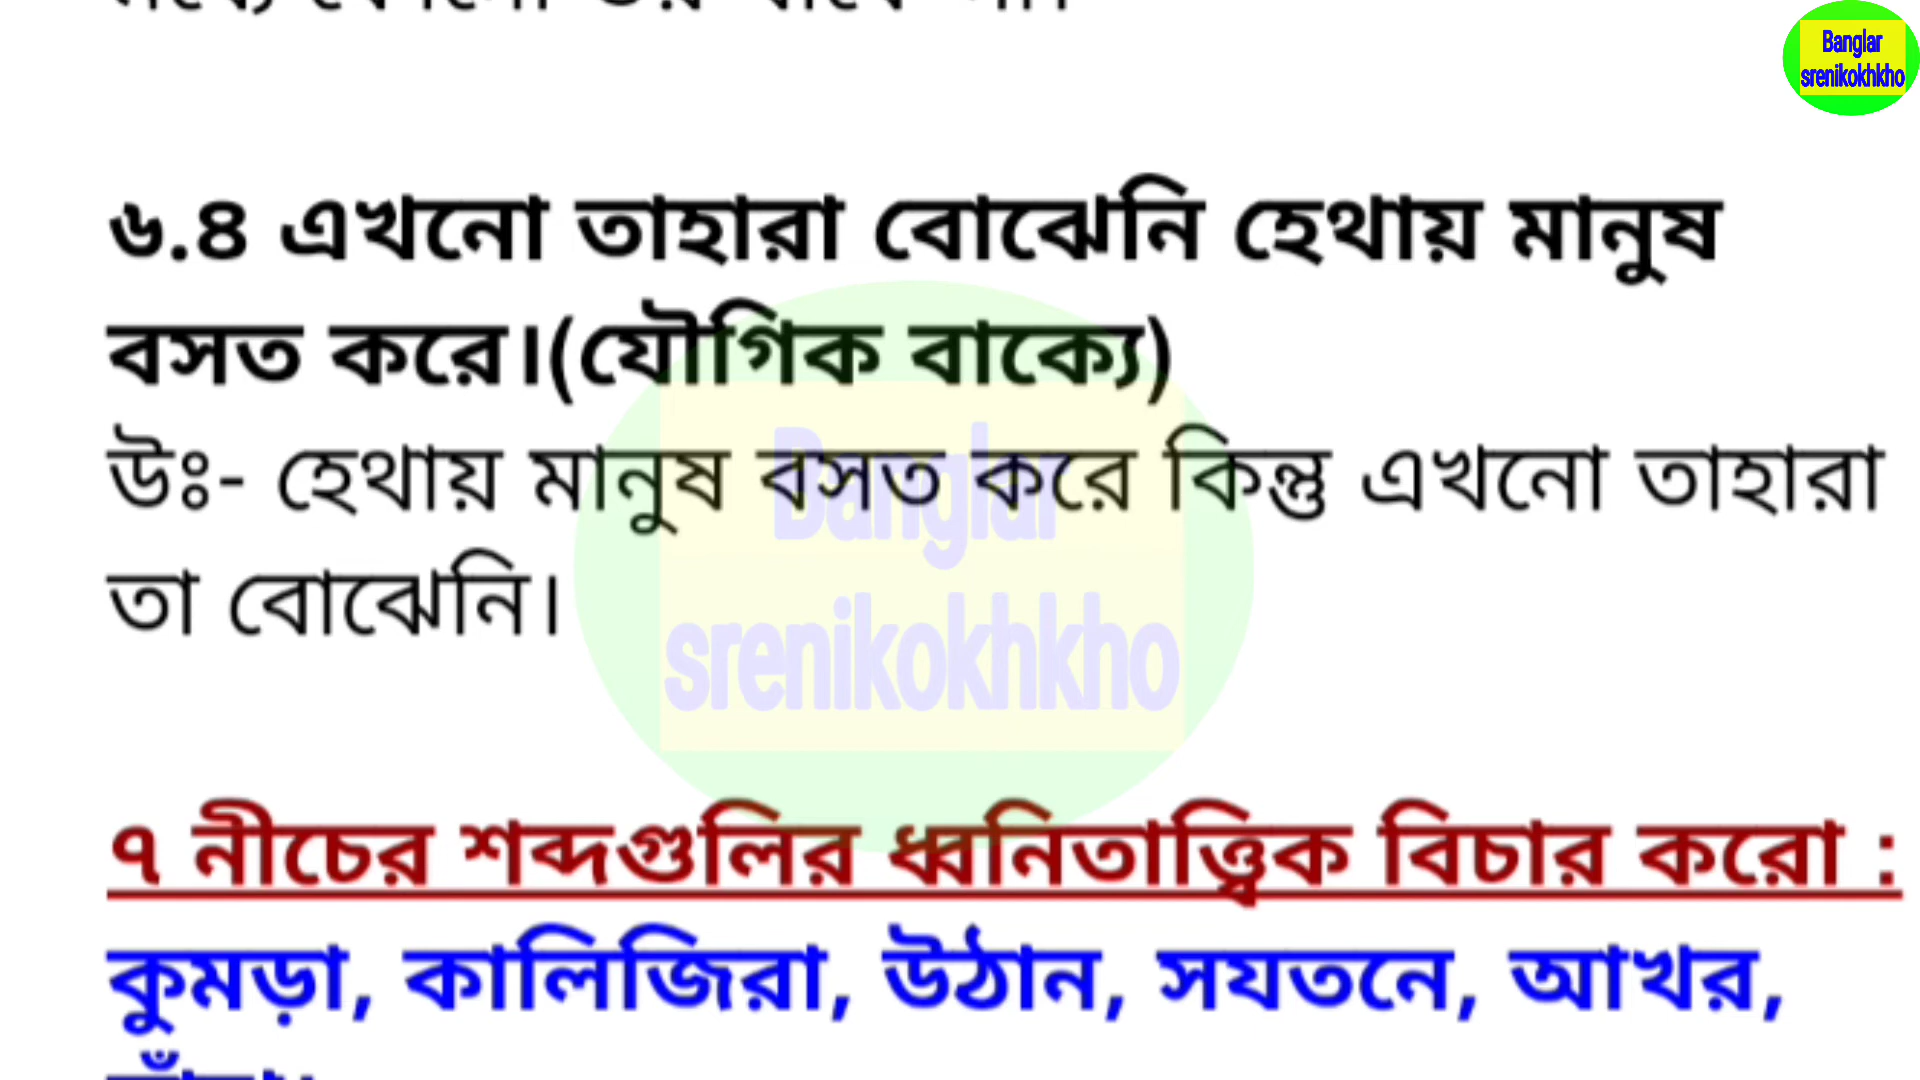 Banglar
srenikokhkho
৬.৪ এখনো তাহারা বোঝেনি হেথায় মানুষ
বসত করে।(যৌগিক বাক্যে)
উঃ- হেথায় মানুষ বসত করে কিন্তু এখনো তাহারা
তা বোঝেনি।
Banglar
srenikokhkho
৭ নীচের শব্দগুলির ধ্বনিতাত্ত্বিক বিচার করো :
কুমড়া, কালিজিরা, উঠান, সযতনে, আখর,